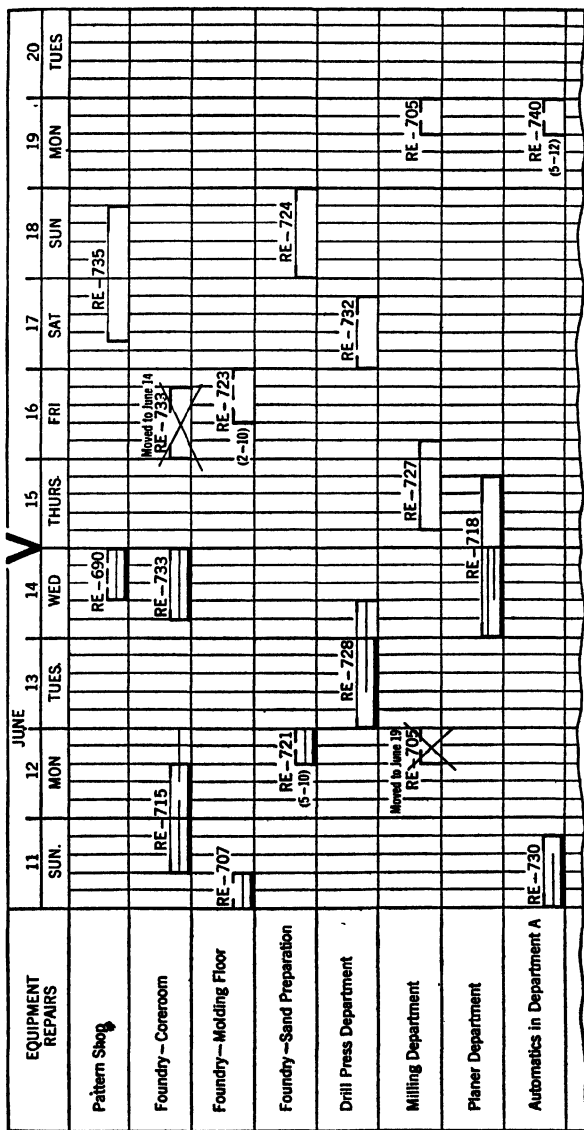 EQUIPMENT
REPAIRS
JUNE
11 12 13 14 15 16 17 18 19 20
SUN. MON TUES. WED THURS. FRI SAT SUN MON TUES
Pattern Shop
RE-690
RE-735
Foundry-Coreroom
RE-715
RE-733
Moved to June 14
RE-733
Foundry-Molding Floor
RE-707
RE-723
(2-10)
Foundry-Sand Preparation
RE-721
(5-10)
RE-724
Drill Press Department
RE-728
RE-732
Milling Department
Moved to June 19
RE-705
RE-727
RE-705
Planer Department
RE-718
Automatics in Department A
RE-730
RE-740
(5-12)